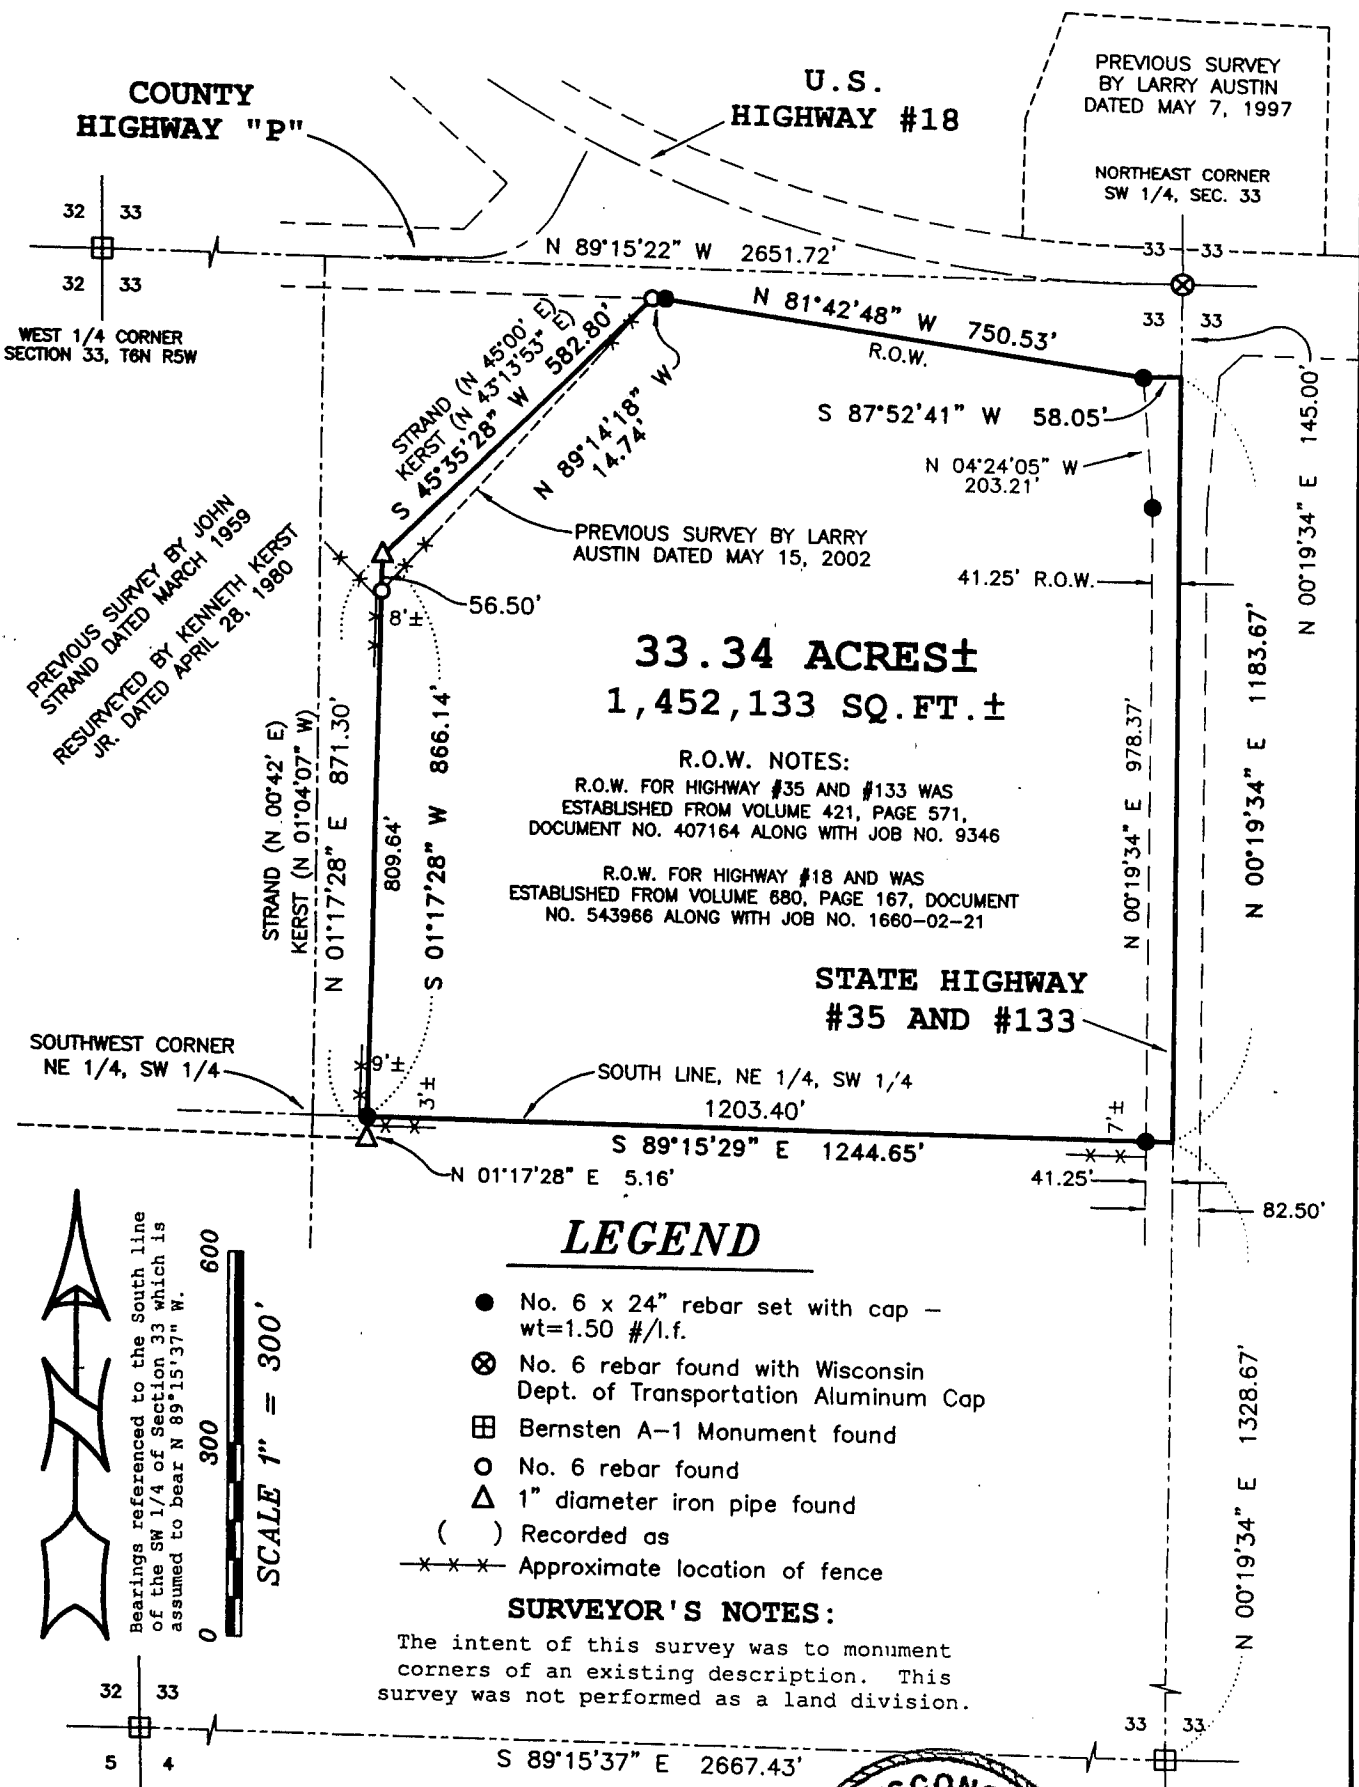 COUNTY
HIGHWAY "P"
U.S.
HIGHWAY #18
PREVIOUS SURVEY
BY LARRY AUSTIN
DATED MAY 7, 1997
NORTHEAST CORNER
SW 1/4, SEC. 33
32 33
32 33
WEST 1/4 CORNER
SECTION 33, T6N R5W
N 89°15'22" W 2651.72'
33 33
33 33
N 81°42'48" W 750.53'
R.O.W.
S 87°52'41" W 58.05'
N 00°19'34" E 145.00'
STRAND (N 45°00' E)
KERST (N 43°13'53" E)
S 45°35'28" W 582.80'
N 89°14'18" W
14.74'
N 04°24'05" W
203.21'
PREVIOUS SURVEY BY LARRY
AUSTIN DATED MAY 15, 2002
41.25' R.O.W.
PREVIOUS SURVEY BY JOHN
STRAND DATED MARCH 1959
RESURVEYED BY KENNETH KERST
JR. DATED APRIL 28, 1980
56.50'
8'±
33.34 ACRES±
1,452,133 SQ.FT.±
R.O.W. NOTES:
R.O.W. FOR HIGHWAY #35 AND #133 WAS
ESTABLISHED FROM VOLUME 421, PAGE 571,
DOCUMENT NO. 407164 ALONG WITH JOB NO. 9346
R.O.W. FOR HIGHWAY #18 AND WAS
ESTABLISHED FROM VOLUME 680, PAGE 167, DOCUMENT
NO. 543966 ALONG WITH JOB NO. 1660-02-21
STRAND (N 00°42' E)
KERST (N 01°04'07" W)
N 01°17'28" E 871.30'
809.64'
S 01°17'28" W 866.14'
N 00°19'34" E 978.37'
N 00°19'34" E 1183.67'
STATE HIGHWAY
#35 AND #133
SOUTHWEST CORNER
NE 1/4, SW 1/4
9'±
3'±
SOUTH LINE, NE 1/4, SW 1/4
1203.40'
S 89°15'29" E 1244.65'
7'±
N 01°17'28" E 5.16'
41.25'
82.50'
LEGEND
No. 6 x 24" rebar set with cap –
wt=1.50 #/l.f.
No. 6 rebar found with Wisconsin
Dept. of Transportation Aluminum Cap
Bernsten A-1 Monument found
No. 6 rebar found
1" diameter iron pipe found
( ) Recorded as
Approximate location of fence
SURVEYOR'S NOTES:
The intent of this survey was to monument
corners of an existing description. This
survey was not performed as a land division.
N
Bearings referenced to the South line
of the SW 1/4 of Section 33 which is
assumed to bear N 89°15'37" W.
0 300 600
SCALE 1" = 300'
N 00°19'34" E 1328.67'
32 33
5 4
S 89°15'37" E 2667.43'
33 33